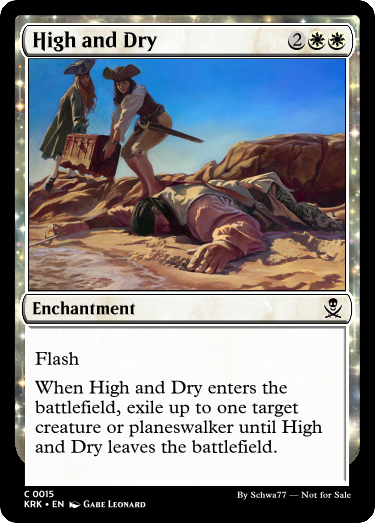 High and Dry 2
Enchantment
Flash
When High and Dry enters the
battlefield, exile up to one target
creature or planeswalker until High
and Dry leaves the battlefield.
C 0015
KRK • EN Gabe Leonard
By Schwa77 — Not for Sale